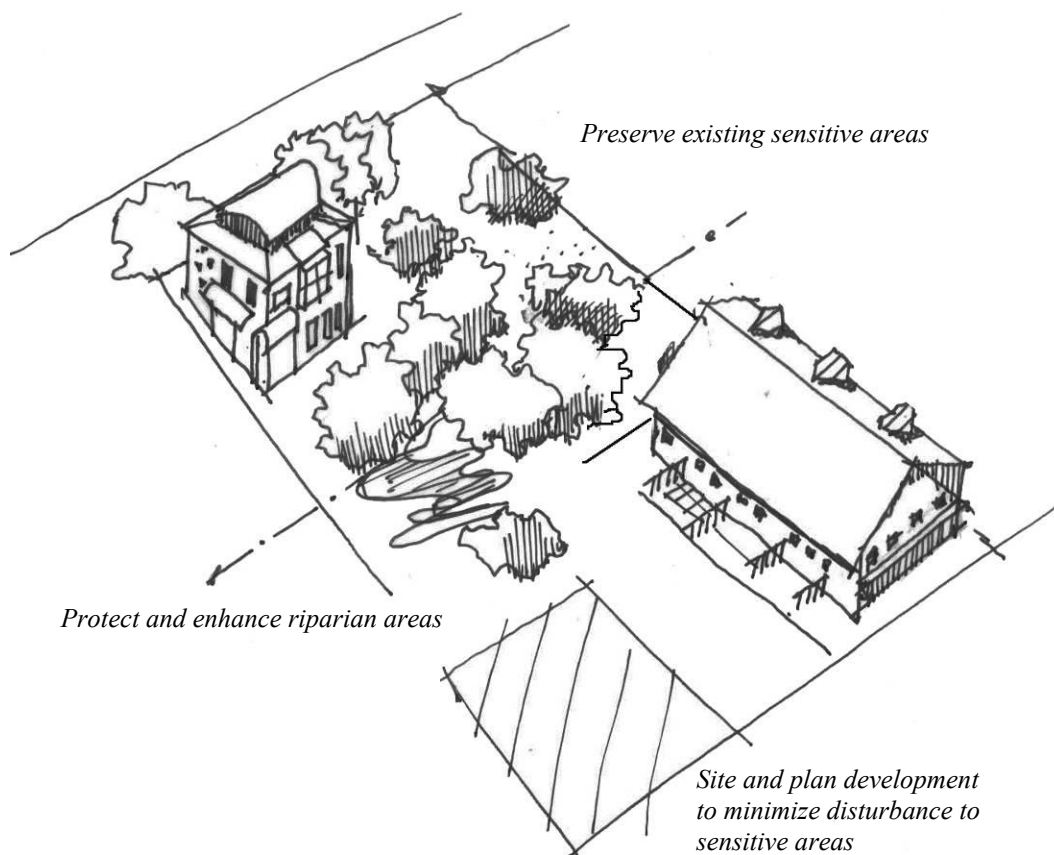 Preserve existing sensitive areas
Protect and enhance riparian areas
Site and plan development
to minimize disturbance to
sensitive areas